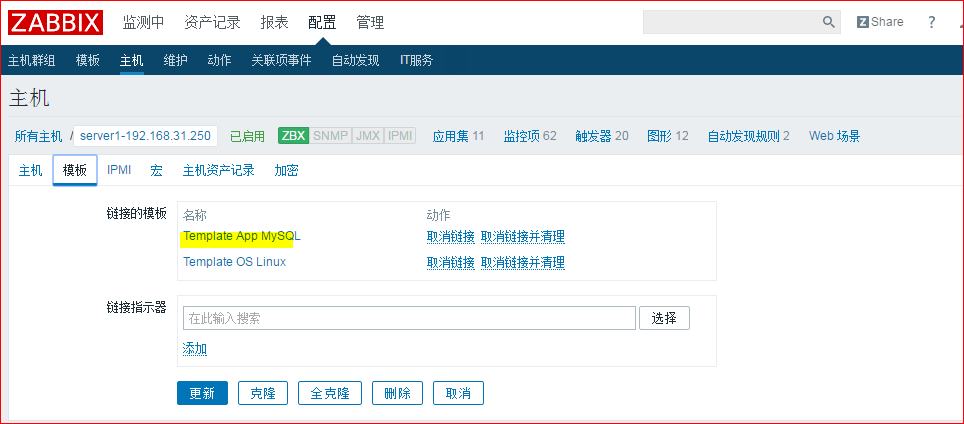 ZABBIX 监测中 资产记录 报表 配置 管理 Z Share ?
主机群组 模板 主机 维护 动作 关联项事件 自动发现 IT服务
主机
所有主机 / server1-192.168.31.250 已启用 ZBX SNMP JMX IPMI 应用集 11 监控项 62 触发器 20 图形 12 自动发现规则 2 Web 场景
主机 模板 IPMI 宏 主机资产记录 加密
链接的模板 名称 动作
Template App MySQL 取消链接 取消链接并清理
Template OS Linux 取消链接 取消链接并清理
链接指示器
在此输入搜索 选择
添加
更新 克隆 全克隆 删除 取消